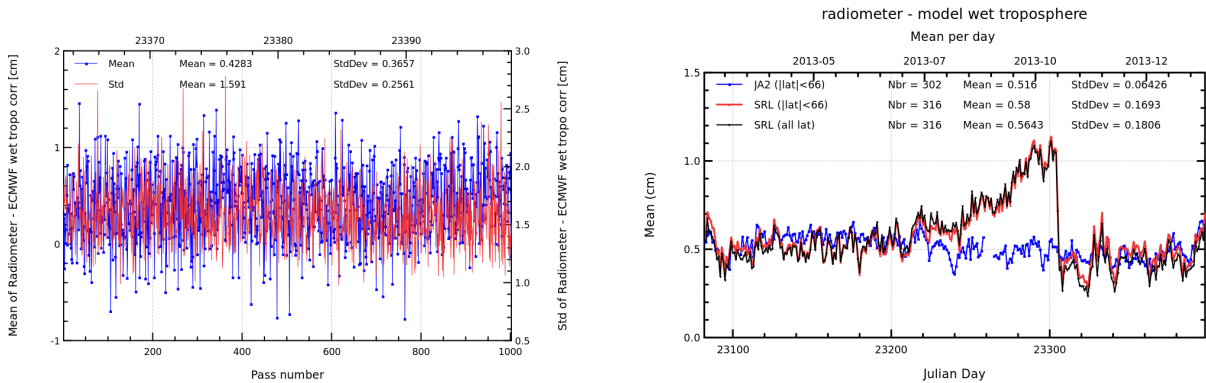 23370 23380 23390
2 3.0
Mean Mean = 0.4283 StdDev = 0.3657
Std Mean = 1.591 StdDev = 0.2561
2.5
1 2.0
0 1.5
1.0
-1 0.5
200 400 600 800 1000
Pass number
Mean of Radiometer - ECMWF wet tropo corr [cm]
Std of Radiometer - ECMWF wet tropo corr [cm]
radiometer - model wet troposphere
Mean per day
2013-05 2013-07 2013-10 2013-12
1.5
JA2 (|lat|<66) Nbr = 302 Mean = 0.516 StdDev = 0.06426
SRL (|lat|<66) Nbr = 316 Mean = 0.58 StdDev = 0.1693
SRL (all lat) Nbr = 316 Mean = 0.5643 StdDev = 0.1806
1.0
0.5
0.0
Mean (cm)
23100 23200 23300
Julian Day